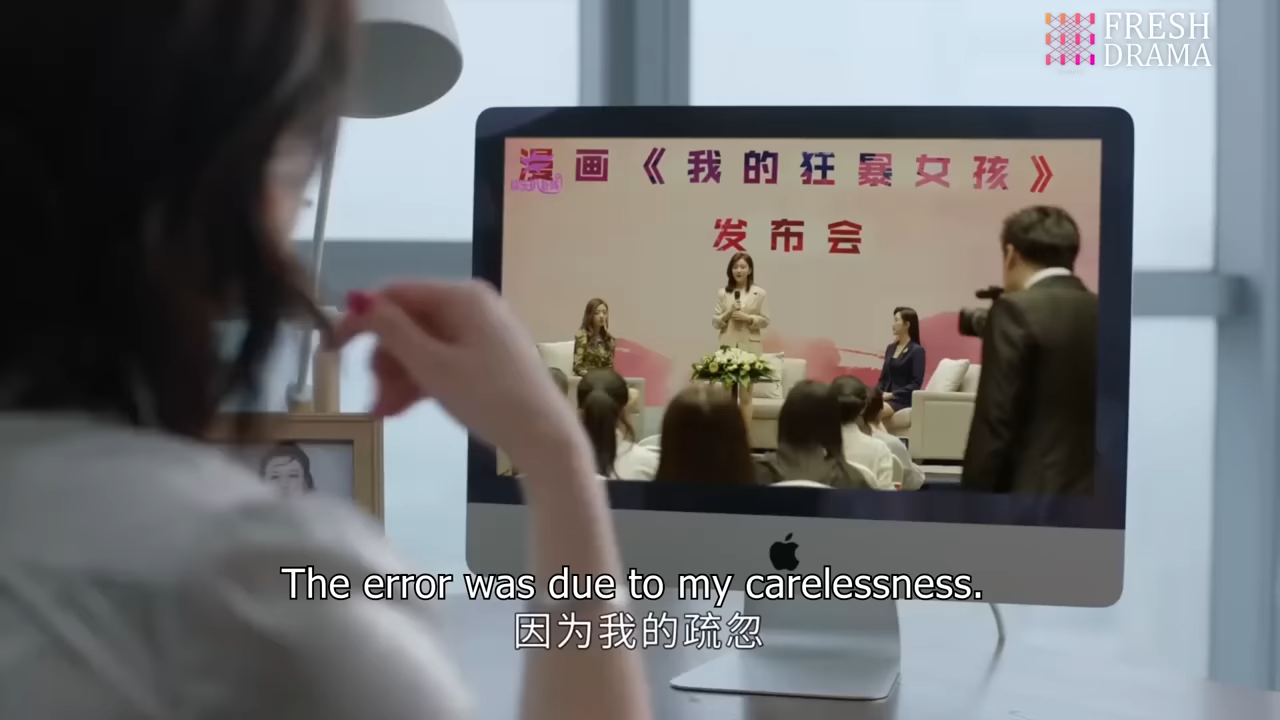 FRESH
DRAMA
漫画《我的狂暴女孩》
发布会
The error was due to my carelessness.
因为我的疏忽